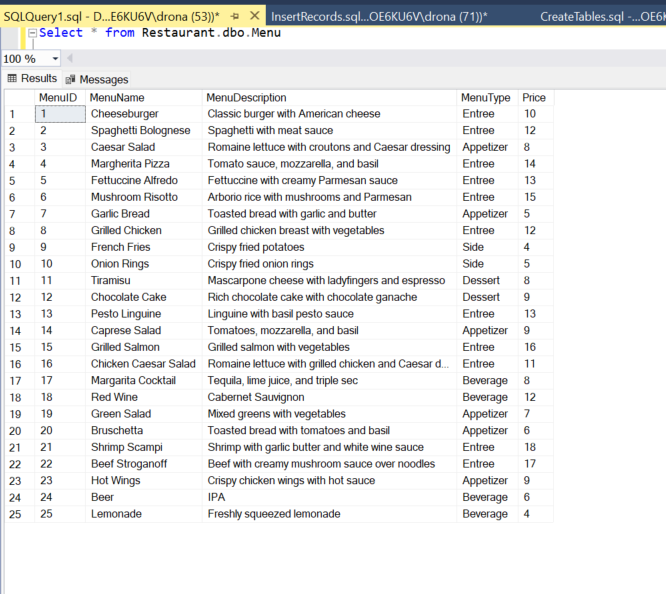 SQLQuery1.sql - D...E6KU6V\drona (53))* InsertRecords.sql...OE6KU6V\drona (71))* CreateTables.sql -...OE6K
Select * from Restaurant.dbo.Menu
100 %
Results Messages
MenuID MenuName MenuDescription MenuType Price
1 1 Cheeseburger Classic burger with American cheese Entree 10
2 2 Spaghetti Bolognese Spaghetti with meat sauce Entree 12
3 3 Caesar Salad Romaine lettuce with croutons and Caesar dressing Appetizer 8
4 4 Margherita Pizza Tomato sauce, mozzarella, and basil Entree 14
5 5 Fettuccine Alfredo Fettuccine with creamy Parmesan sauce Entree 13
6 6 Mushroom Risotto Arborio rice with mushrooms and Parmesan Entree 15
7 7 Garlic Bread Toasted bread with garlic and butter Appetizer 5
8 8 Grilled Chicken Grilled chicken breast with vegetables Entree 12
9 9 French Fries Crispy fried potatoes Side 4
10 10 Onion Rings Crispy fried onion rings Side 5
11 11 Tiramisu Mascarpone cheese with ladyfingers and espresso Dessert 8
12 12 Chocolate Cake Rich chocolate cake with chocolate ganache Dessert 9
13 13 Pesto Linguine Linguine with basil pesto sauce Entree 13
14 14 Caprese Salad Tomatoes, mozzarella, and basil Appetizer 9
15 15 Grilled Salmon Grilled salmon with vegetables Entree 16
16 16 Chicken Caesar Salad Romaine lettuce with grilled chicken and Caesar d... Entree 11
17 17 Margarita Cocktail Tequila, lime juice, and triple sec Beverage 8
18 18 Red Wine Cabernet Sauvignon Beverage 12
19 19 Green Salad Mixed greens with vegetables Appetizer 7
20 20 Bruschetta Toasted bread with tomatoes and basil Appetizer 6
21 21 Shrimp Scampi Shrimp with garlic butter and white wine sauce Entree 18
22 22 Beef Stroganoff Beef with creamy mushroom sauce over noodles Entree 17
23 23 Hot Wings Crispy chicken wings with hot sauce Appetizer 9
24 24 Beer IPA Beverage 6
25 25 Lemonade Freshly squeezed lemonade Beverage 4